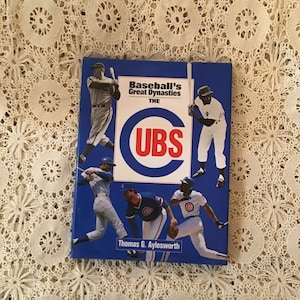 Baseball's
Great Dynasties
THE
CUBS
Thomas G. Aylesworth